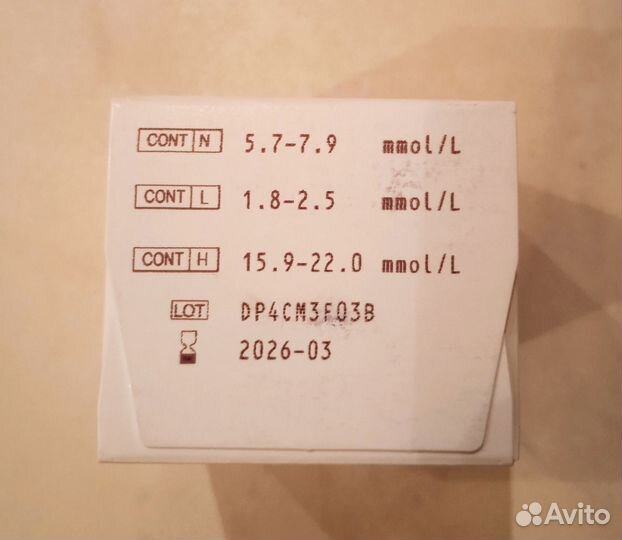 CONT N 5.7-7.9 mmol/L
CONT L 1.8-2.5 mmol/L
CONT H 15.9-22.0 mmol/L
LOT DP4CM3F03B
2026-03
Avito